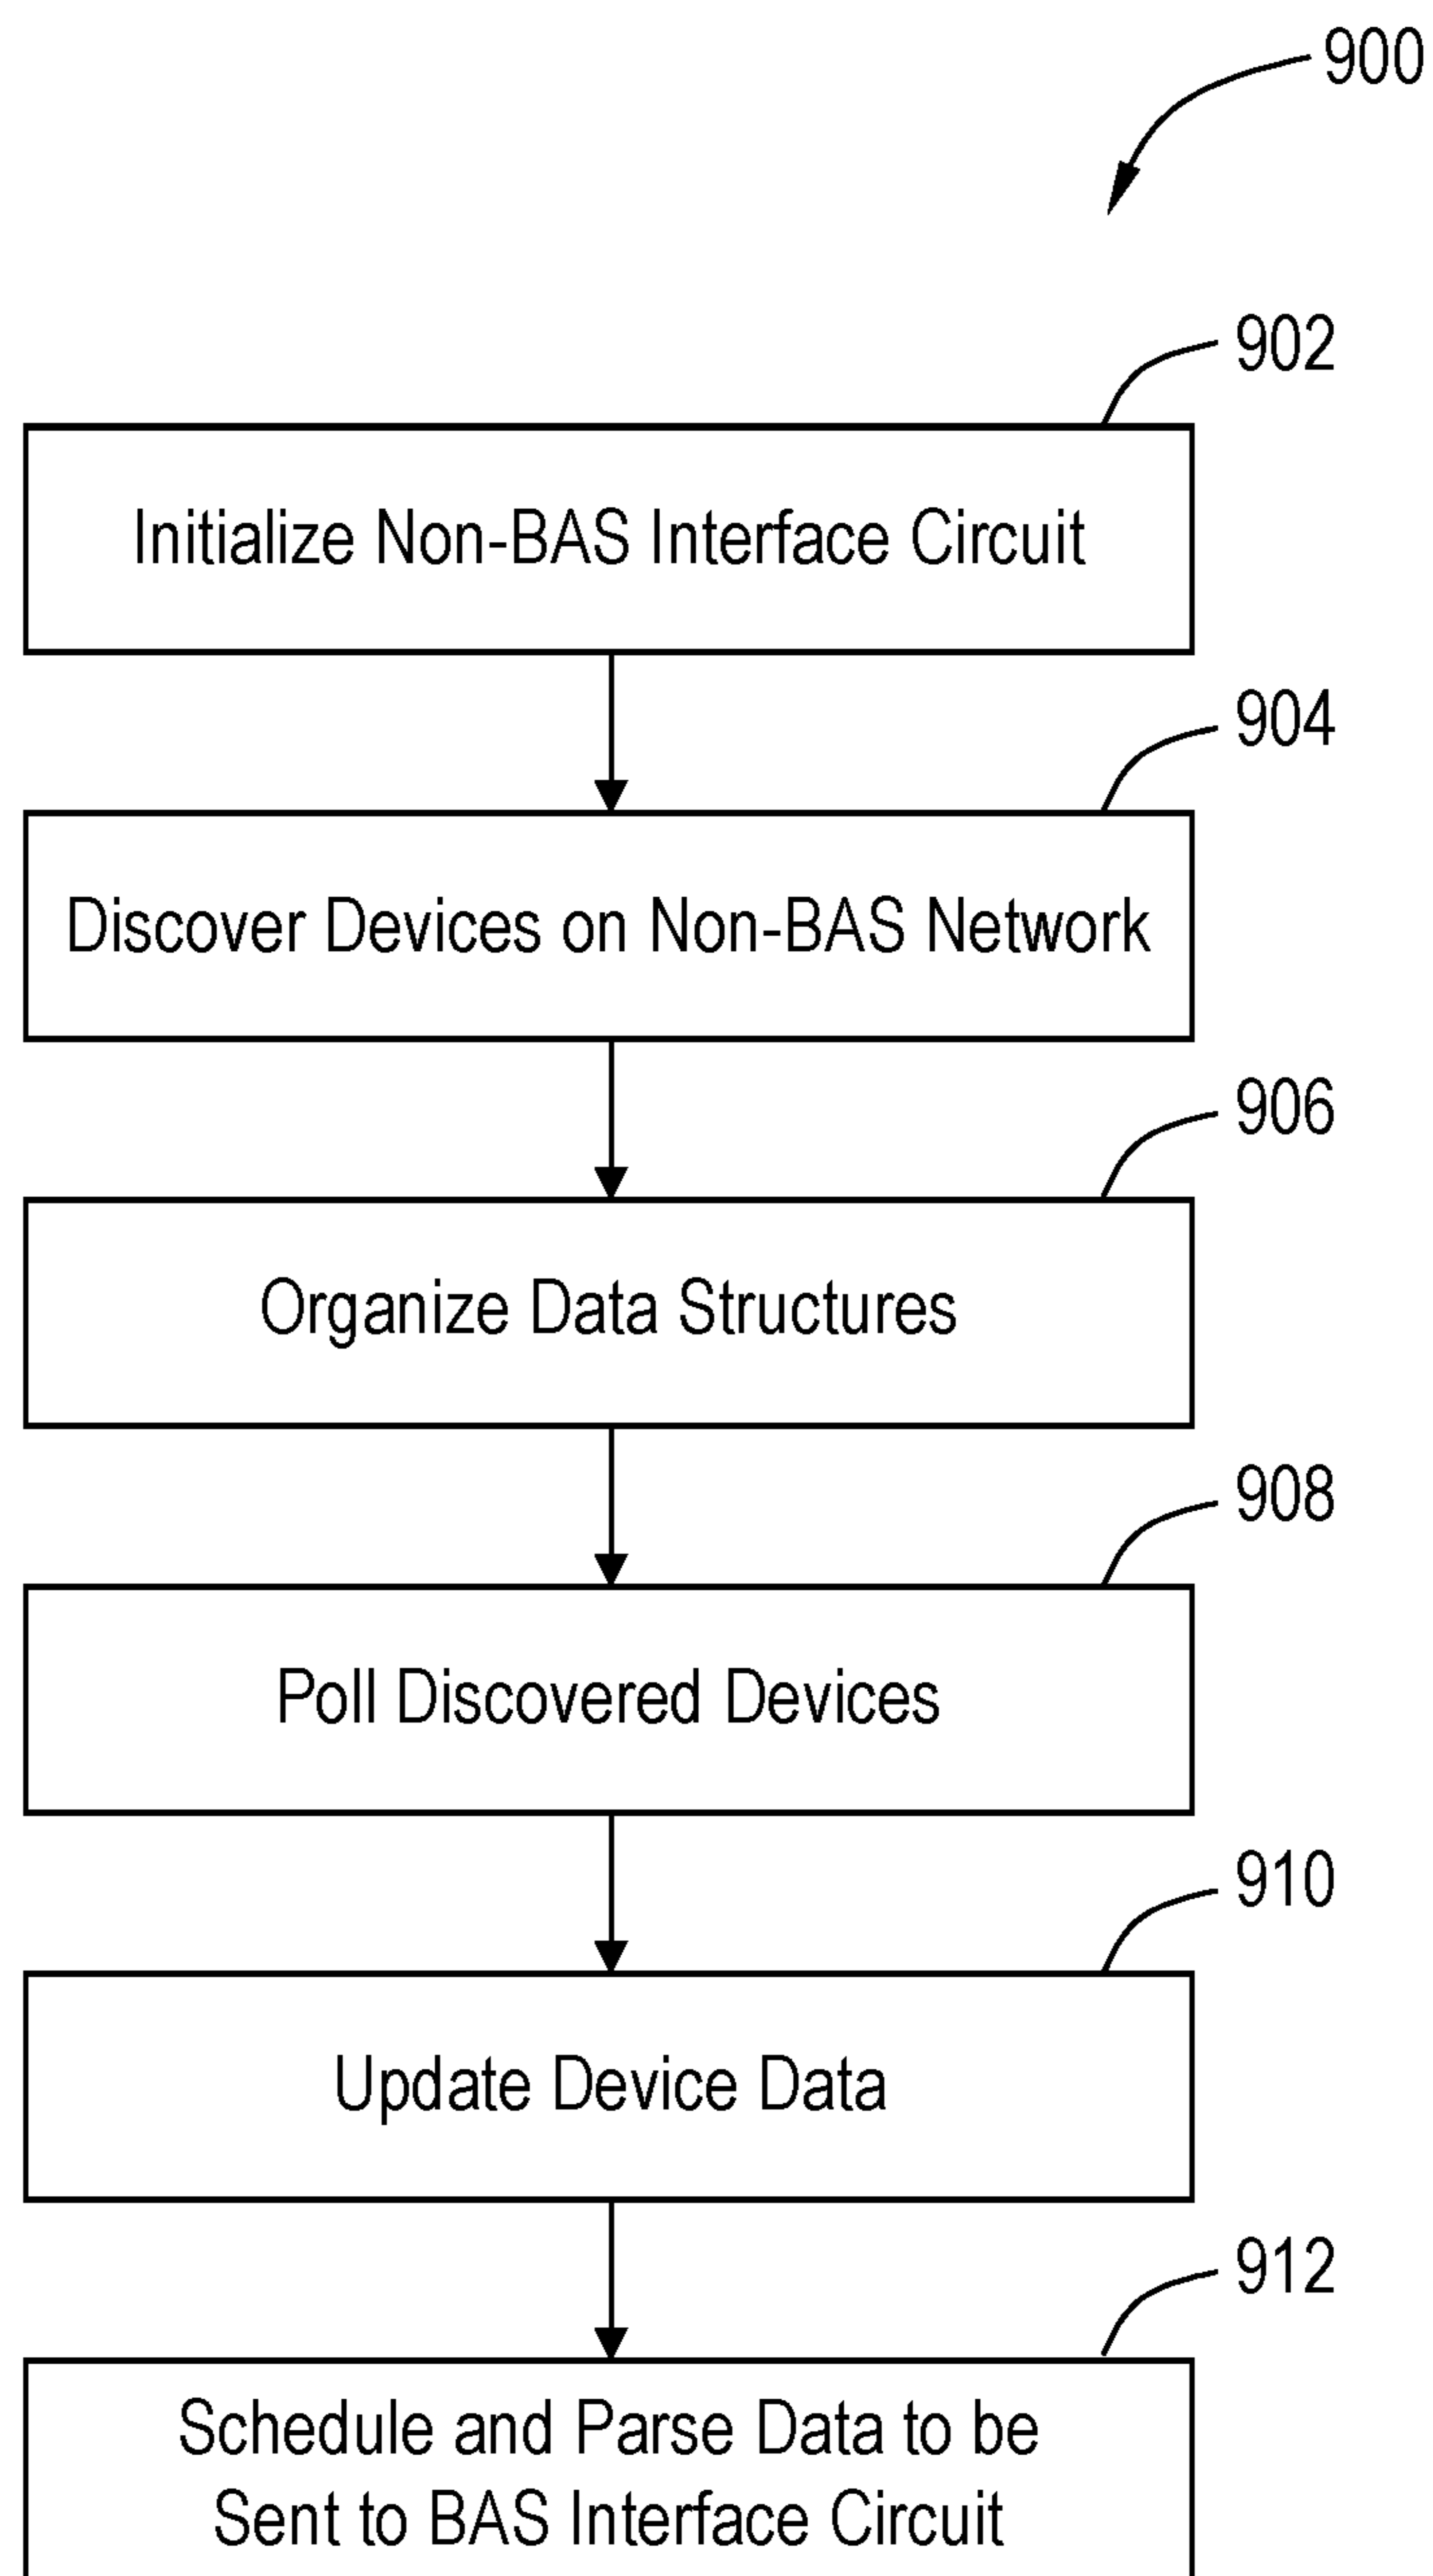 900
902
Initialize Non-BAS Interface Circuit
904
Discover Devices on Non-BAS Network
906
Organize Data Structures
908
Poll Discovered Devices
910
Update Device Data
912
Schedule and Parse Data to be
Sent to BAS Interface Circuit